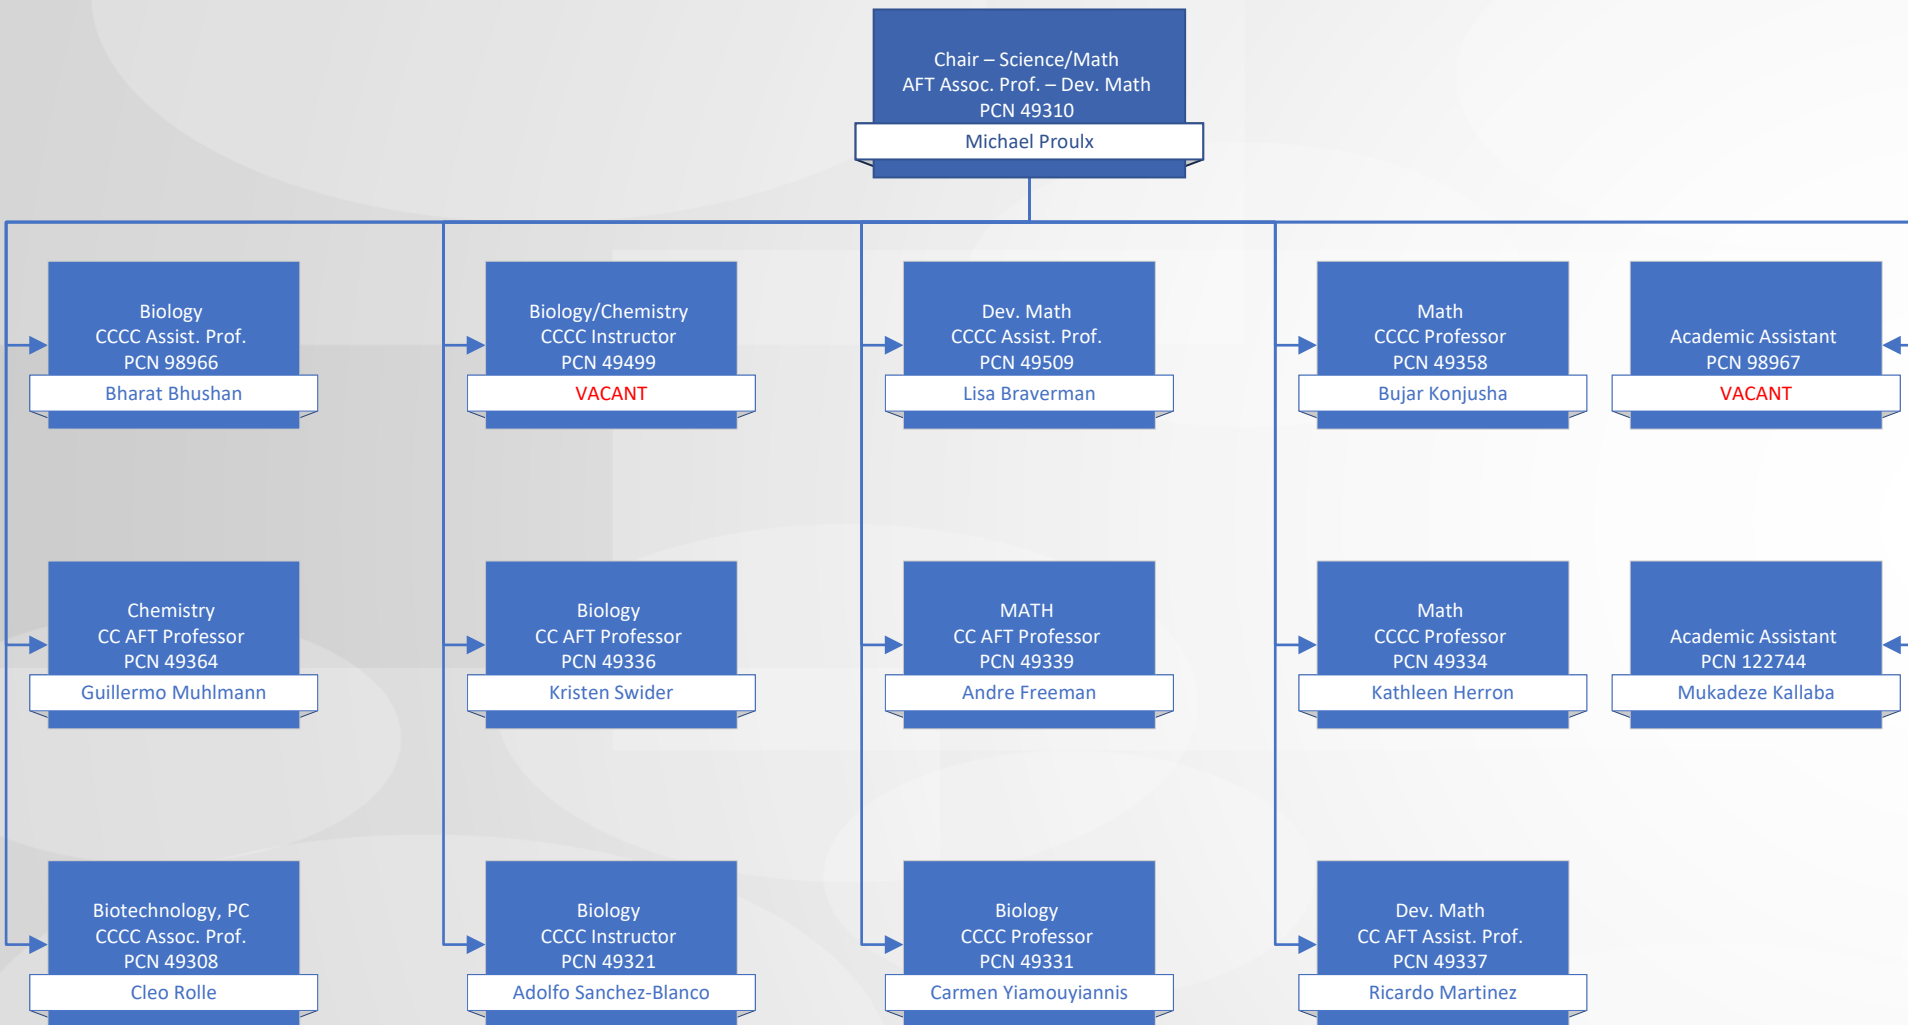 Chair – Science/Math
AFT Assoc. Prof. – Dev. Math
PCN 49310
Michael Proulx
Biology
CCCC Assist. Prof.
PCN 98966
Bharat Bhushan
Biology/Chemistry
CCCC Instructor
PCN 49499
VACANT
Dev. Math
CCCC Assist. Prof.
PCN 49509
Lisa Braverman
Math
CCCC Professor
PCN 49358
Bujar Konjusha
Academic Assistant
PCN 98967
VACANT
Chemistry
CC AFT Professor
PCN 49364
Guillermo Muhlmann
Biology
CC AFT Professor
PCN 49336
Kristen Swider
MATH
CC AFT Professor
PCN 49339
Andre Freeman
Math
CCCC Professor
PCN 49334
Kathleen Herron
Academic Assistant
PCN 122744
Mukadeze Kallaba
Biotechnology, PC
CCCC Assoc. Prof.
PCN 49308
Cleo Rolle
Biology
CCCC Instructor
PCN 49321
Adolfo Sanchez-Blanco
Biology
CCCC Professor
PCN 49331
Carmen Yiamouyiannis
Dev. Math
CC AFT Assist. Prof.
PCN 49337
Ricardo Martinez